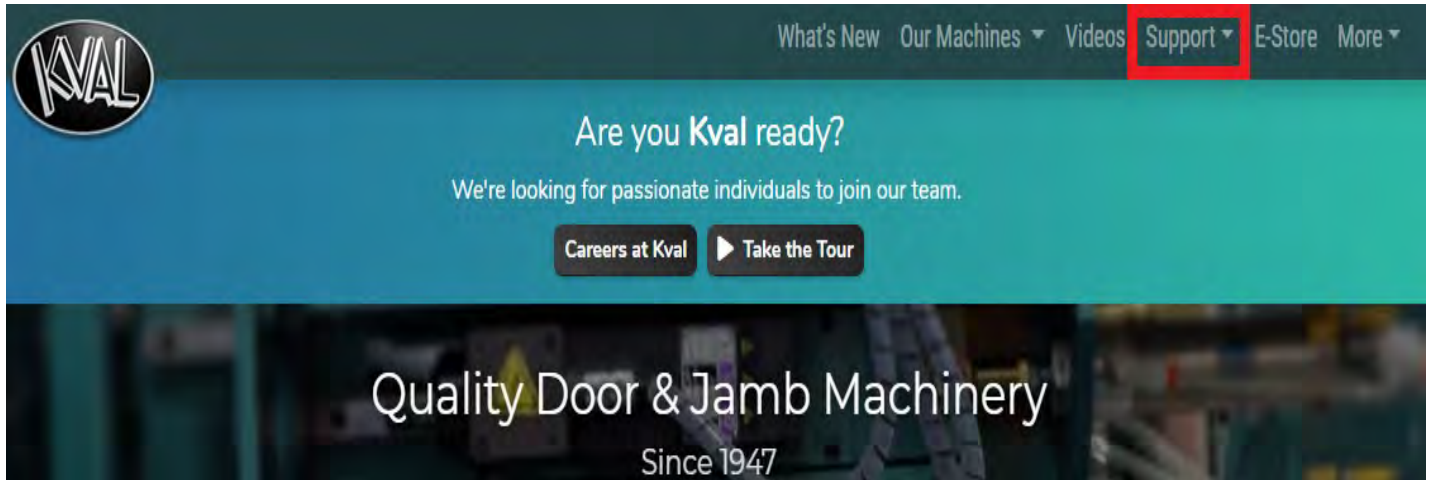 KVAL
What's New Our Machines Videos Support E-Store More
Are you Kval ready?
We're looking for passionate individuals to join our team.
Careers at Kval Take the Tour
Quality Door & Jamb Machinery
Since 1947